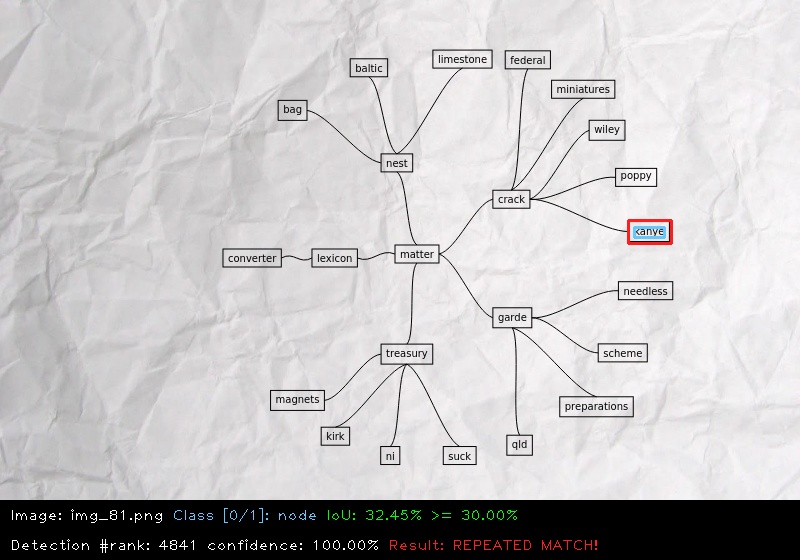 limestone
federal
baltic
miniatures
bag
wiley
nest
poppy
crack
kanye
matter
converter
lexicon
needless
garde
treasury
scheme
magnets
preparations
kirk
qld
ni
suck
Image: img_81.png Class [0/1]: node IoU: 32.45% >= 30.00%
Detection #rank: 4841 confidence: 100.00% Result: REPEATED MATCH!